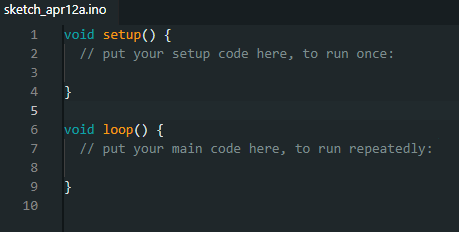 sketch_apr12a.ino
1 void setup() {
2 // put your setup code here, to run once:
3
4 }
5
6 void loop() {
7 // put your main code here, to run repeatedly:
8
9 }
10